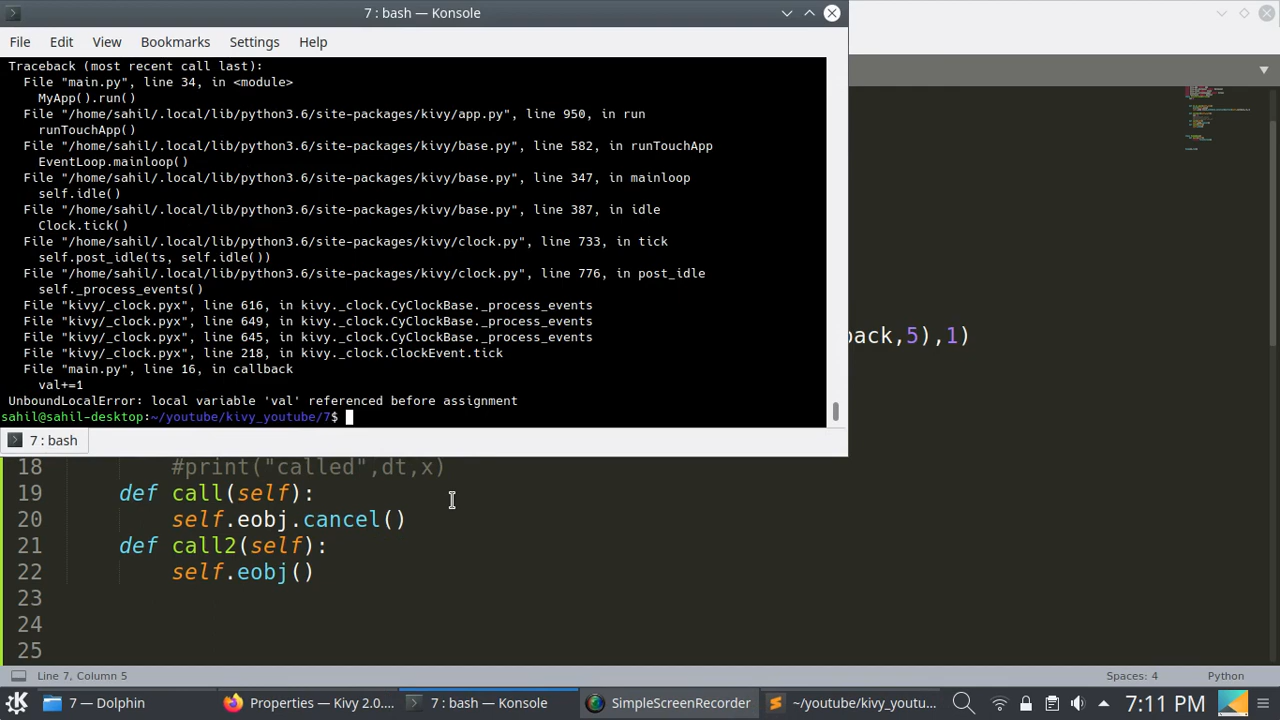 7 : bash — Konsole
File Edit View Bookmarks Settings Help
Traceback (most recent call last):
File "main.py", line 34, in <module>
MyApp().run()
File "/home/sahil/.local/lib/python3.6/site-packages/kivy/app.py", line 950, in run
runTouchApp()
File "/home/sahil/.local/lib/python3.6/site-packages/kivy/base.py", line 582, in runTouchApp
EventLoop.mainloop()
File "/home/sahil/.local/lib/python3.6/site-packages/kivy/base.py", line 347, in mainloop
self.idle()
File "/home/sahil/.local/lib/python3.6/site-packages/kivy/base.py", line 387, in idle
Clock.tick()
File "/home/sahil/.local/lib/python3.6/site-packages/kivy/clock.py", line 733, in tick
self.post_idle(ts, self.idle())
File "/home/sahil/.local/lib/python3.6/site-packages/kivy/clock.py", line 776, in post_idle
self._process_events()
File "kivy/_clock.pyx", line 616, in kivy._clock.CyClockBase._process_events
File "kivy/_clock.pyx", line 649, in kivy._clock.CyClockBase._process_events
File "kivy/_clock.pyx", line 645, in kivy._clock.CyClockBase._process_events
File "kivy/_clock.pyx", line 218, in kivy._clock.ClockEvent.tick
File "main.py", line 16, in callback
val+=1
UnboundLocalError: local variable 'val' referenced before assignment
sahil@sahil-desktop:~/youtube/kivy_youtube/7$
7 : bash
back,5),1)
18 #print("called",dt,x)
19 def call(self):
20 self.eobj.cancel()
21 def call2(self):
22 self.eobj()
23
24
25
Line 7, Column 5 Spaces: 4 Python
7 — Dolphin Properties — Kivy 2.0.... 7 : bash — Konsole SimpleScreenRecorder ~/youtube/kivy_youtu... 7:11 PM